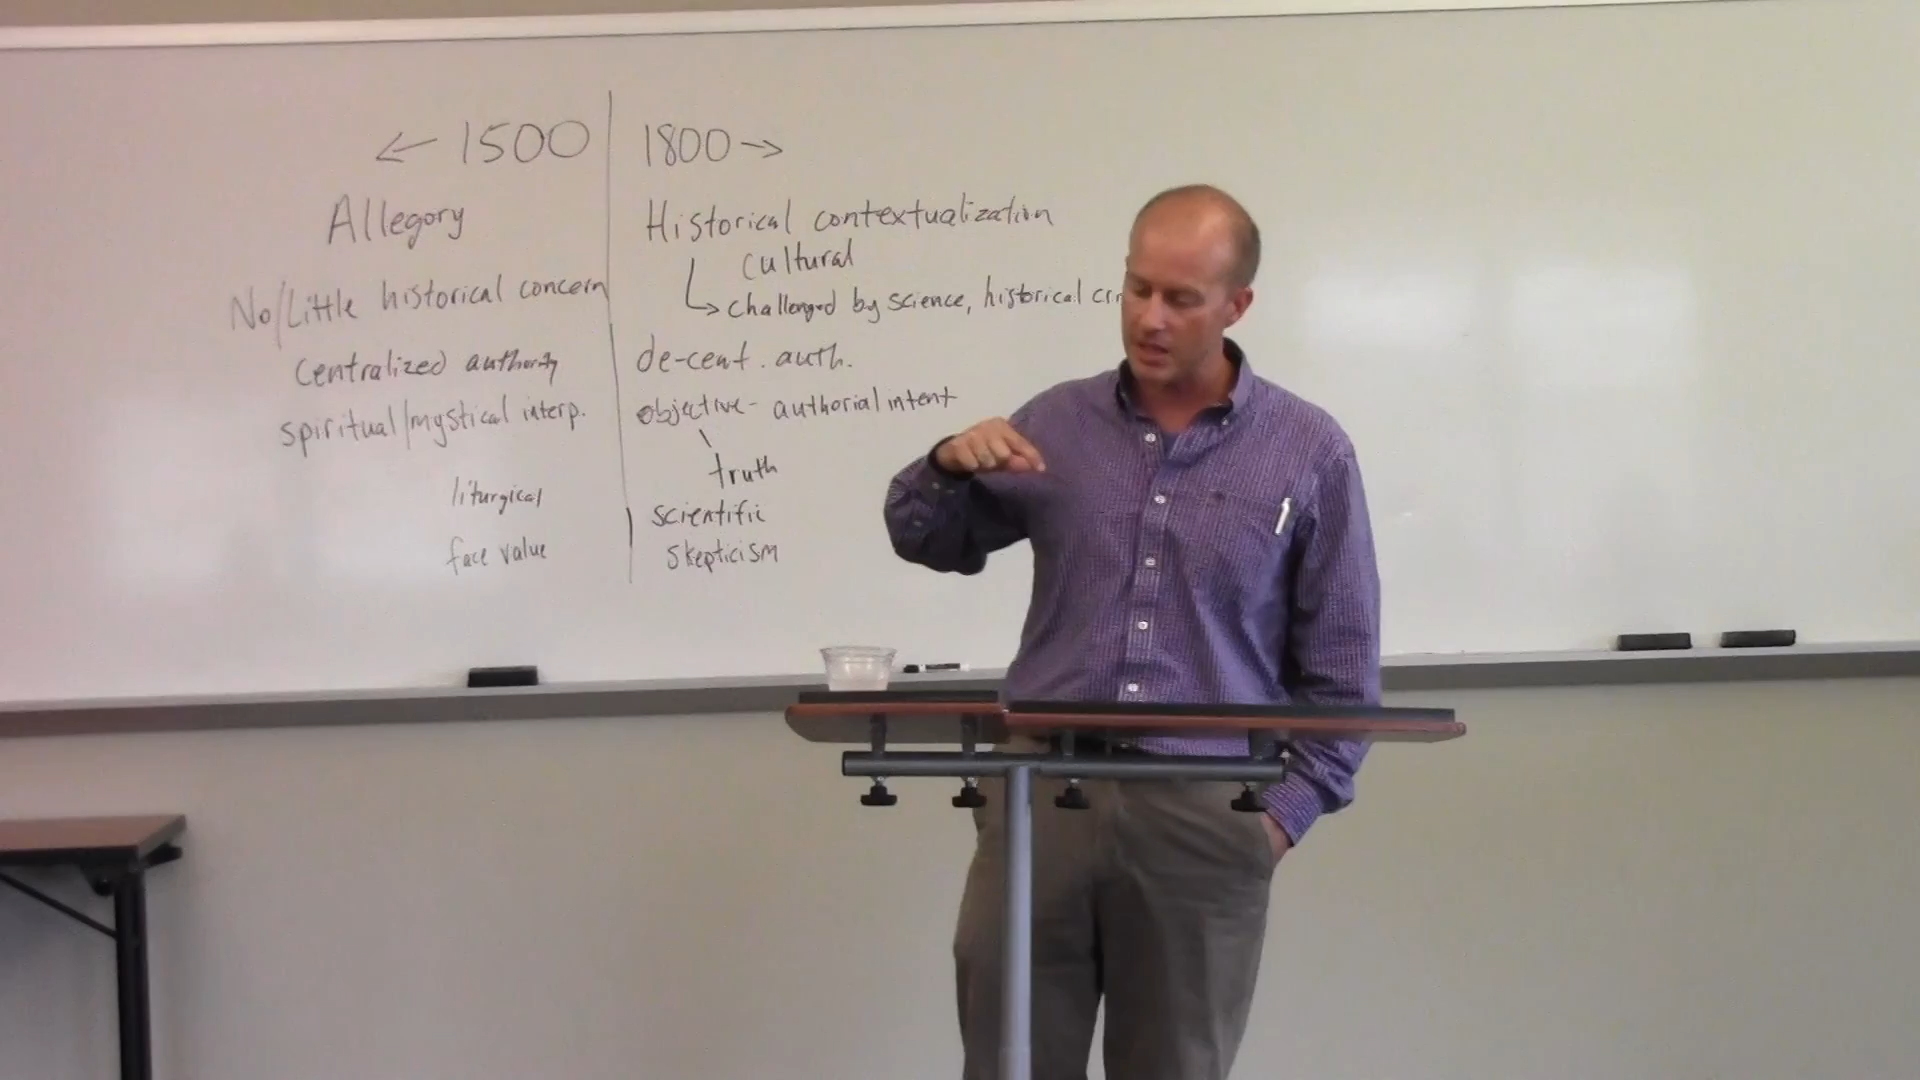 ← 1500
Allegory
No/Little historical concern
Centralized authority
spiritual/mystical interp.
liturgical
face value
1800 →
Historical contextualization
cultural
challenged by science, historical
de-cent. auth.
objective - authorial intent
truth
scientific
skepticism